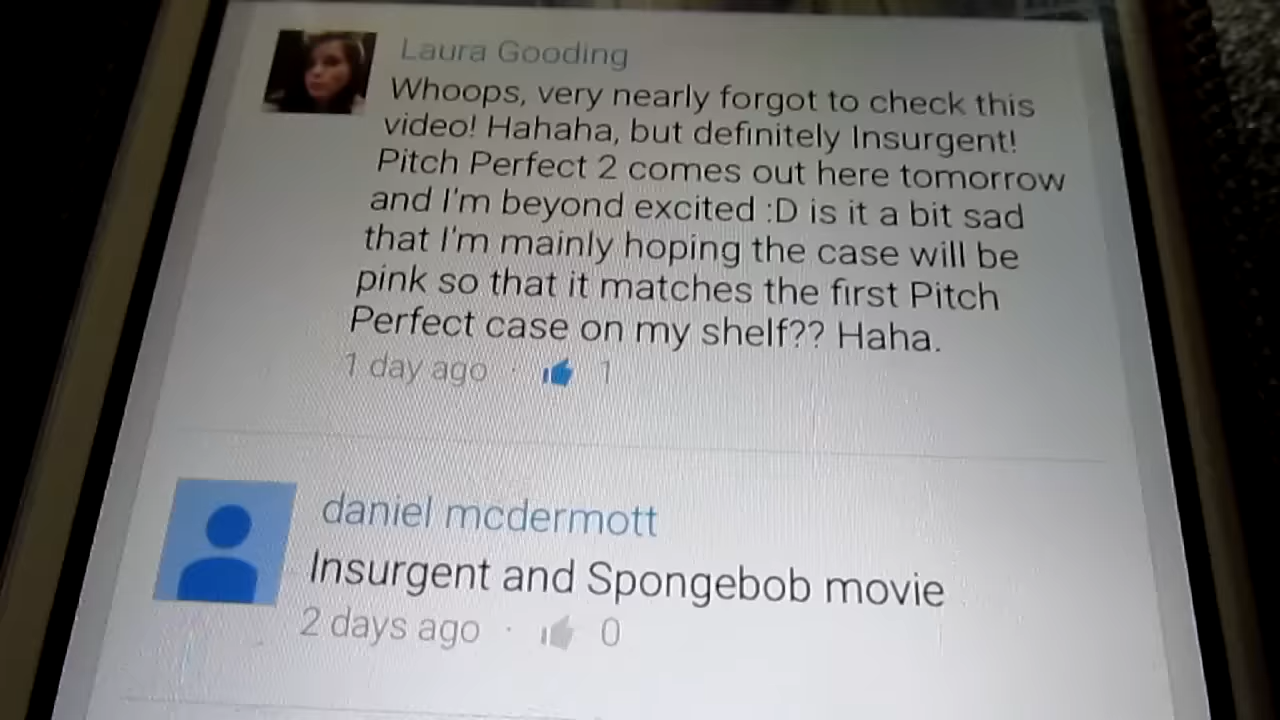 Laura Gooding
Whoops, very nearly forgot to check this
video! Hahaha, but definitely Insurgent!
Pitch Perfect 2 comes out here tomorrow
and I'm beyond excited :D is it a bit sad
that I'm mainly hoping the case will be
pink so that it matches the first Pitch
Perfect case on my shelf?? Haha.
1 day ago · 1
daniel mcdermott
Insurgent and Spongebob movie
2 days ago · 0